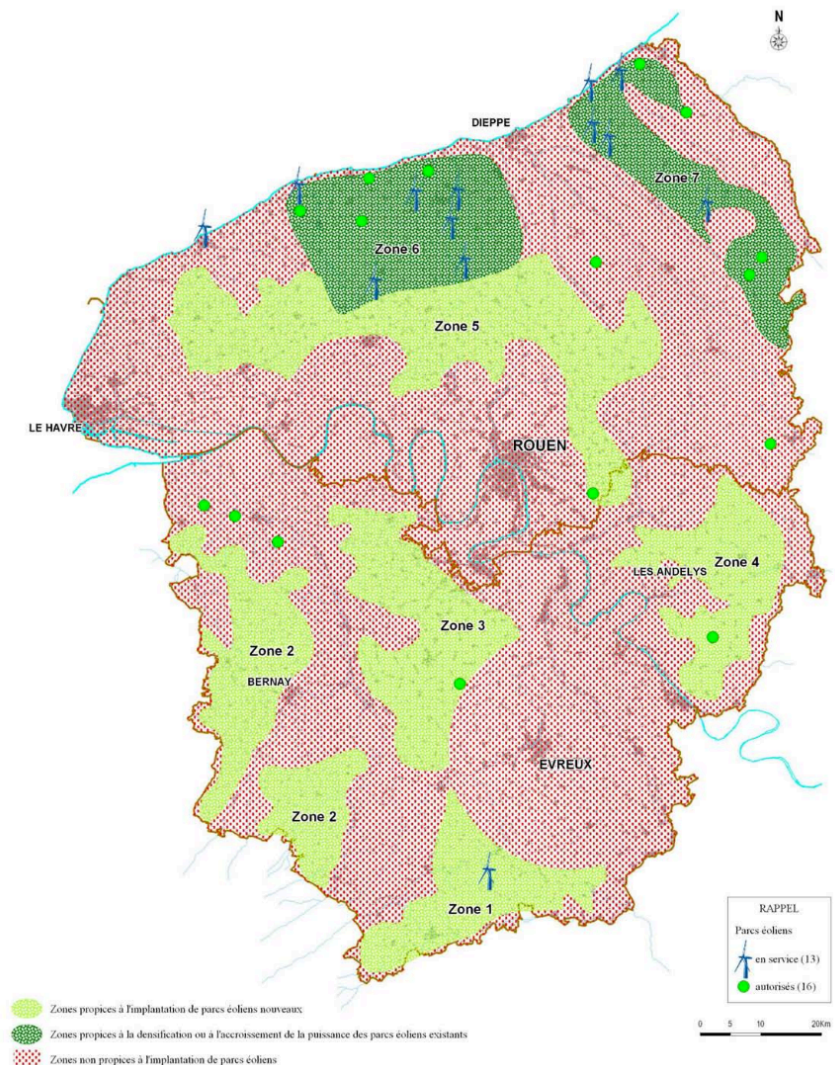 N
DIEPPE
Zone 7
Zone 6
Zone 5
LE HAVRE
ROUEN
LES ANDELYS
Zone 4
Zone 3
Zone 2
BERNAY
EVREUX
Zone 2
Zone 1
RAPPEL
Parcs éoliens
en service (13)
autorisés (16)
0 5 10 20Km
Zones propices à l'implantation de parcs éoliens nouveaux
Zones propices à la densification ou à l'accroissement de la puissance des parcs éoliens existants
Zones non propices à l'implantation de parcs éoliens